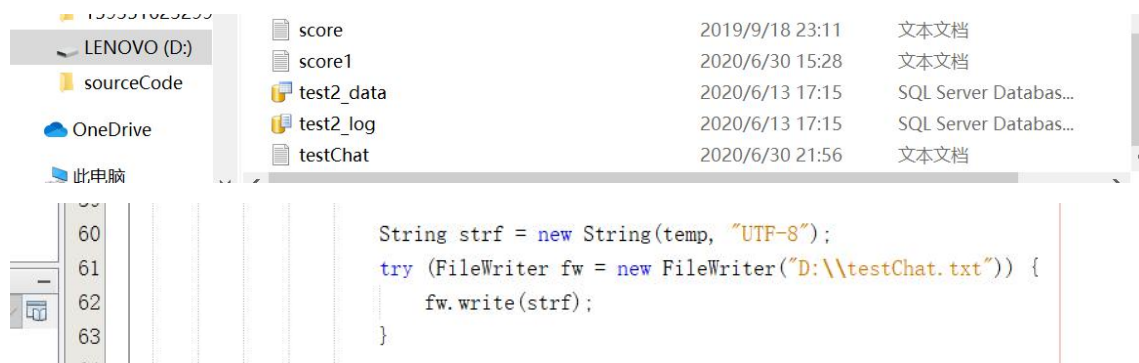 LENOVO (D:)
sourceCode
OneDrive
此电脑
score 2019/9/18 23:11 文本文档
score1 2020/6/30 15:28 文本文档
test2_data 2020/6/13 17:15 SQL Server Databas...
test2_log 2020/6/13 17:15 SQL Server Databas...
testChat 2020/6/30 21:56 文本文档
60 String strf = new String(temp, "UTF-8");
61 try (FileWriter fw = new FileWriter("D:\\testChat.txt")) {
62 fw.write(strf);
63 }